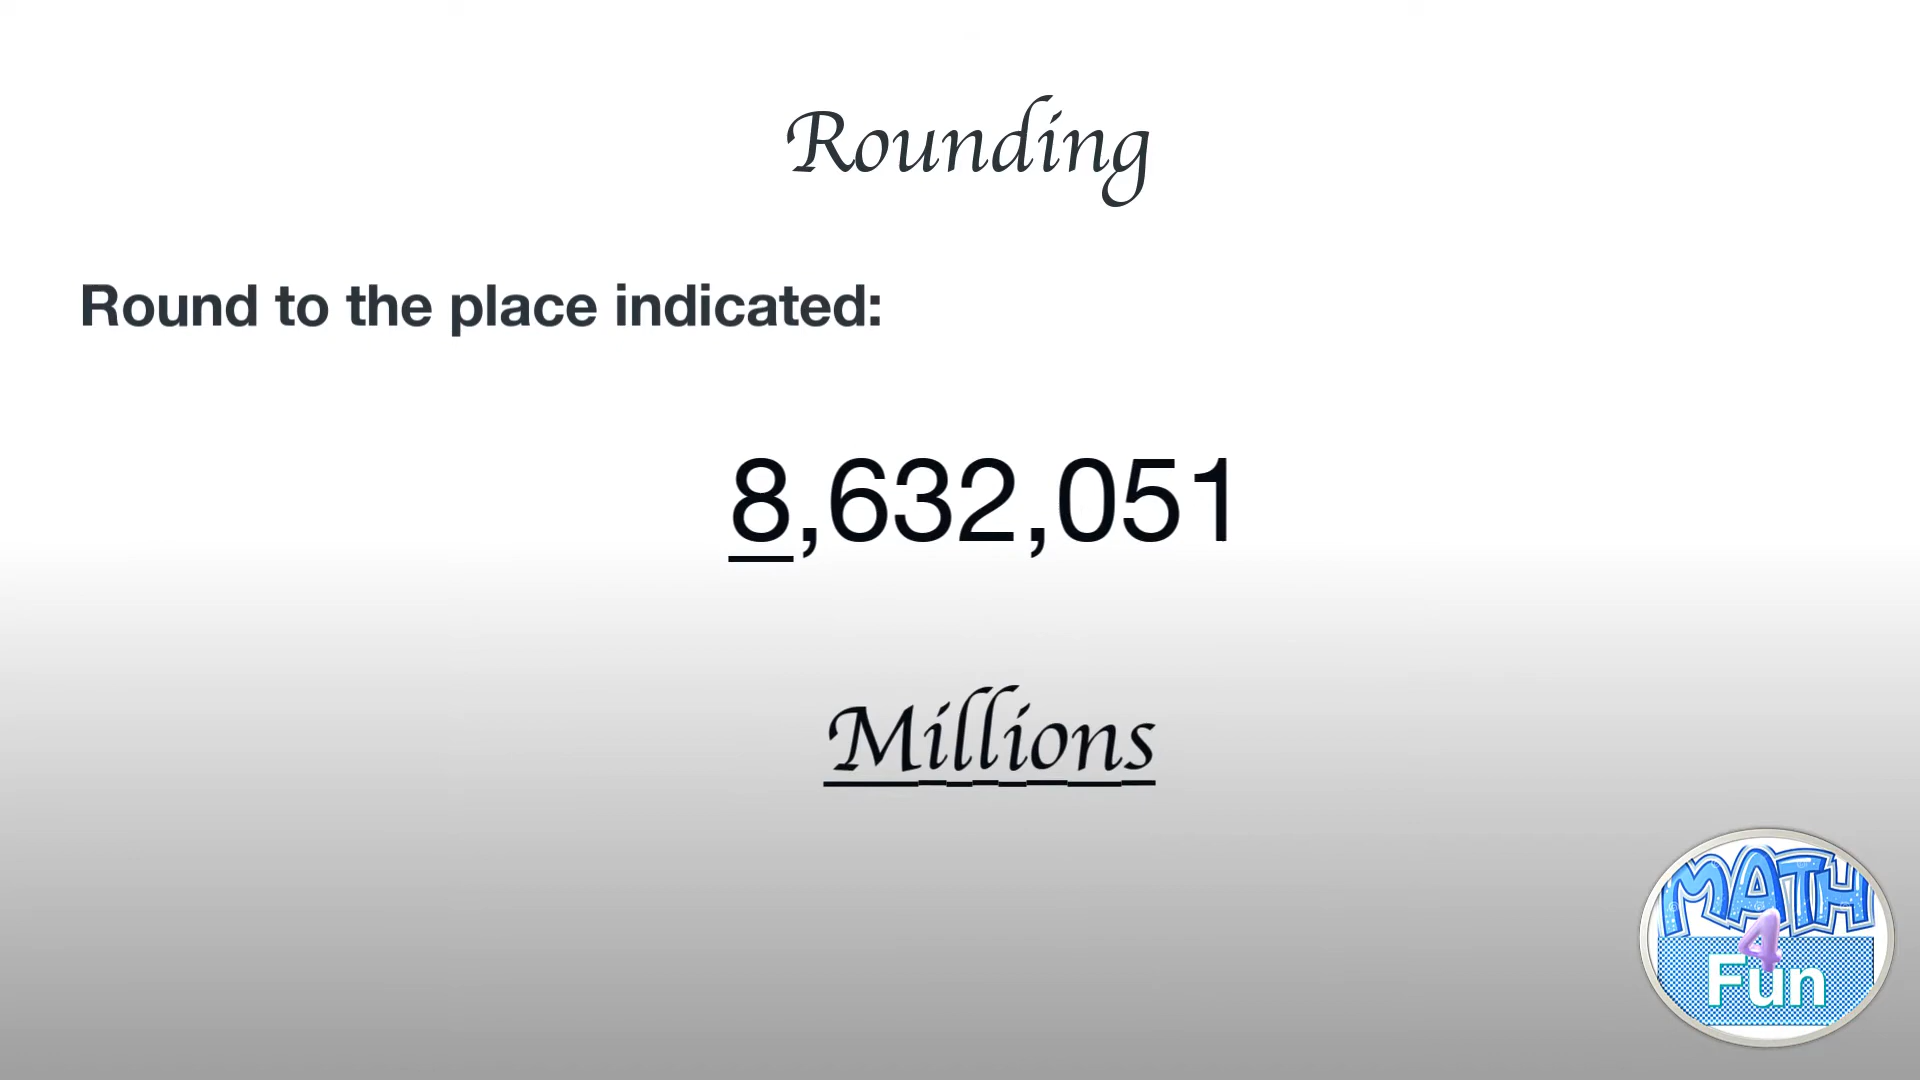 Rounding
Round to the place indicated:
8,632,051
Millions
MATH
4
Fun